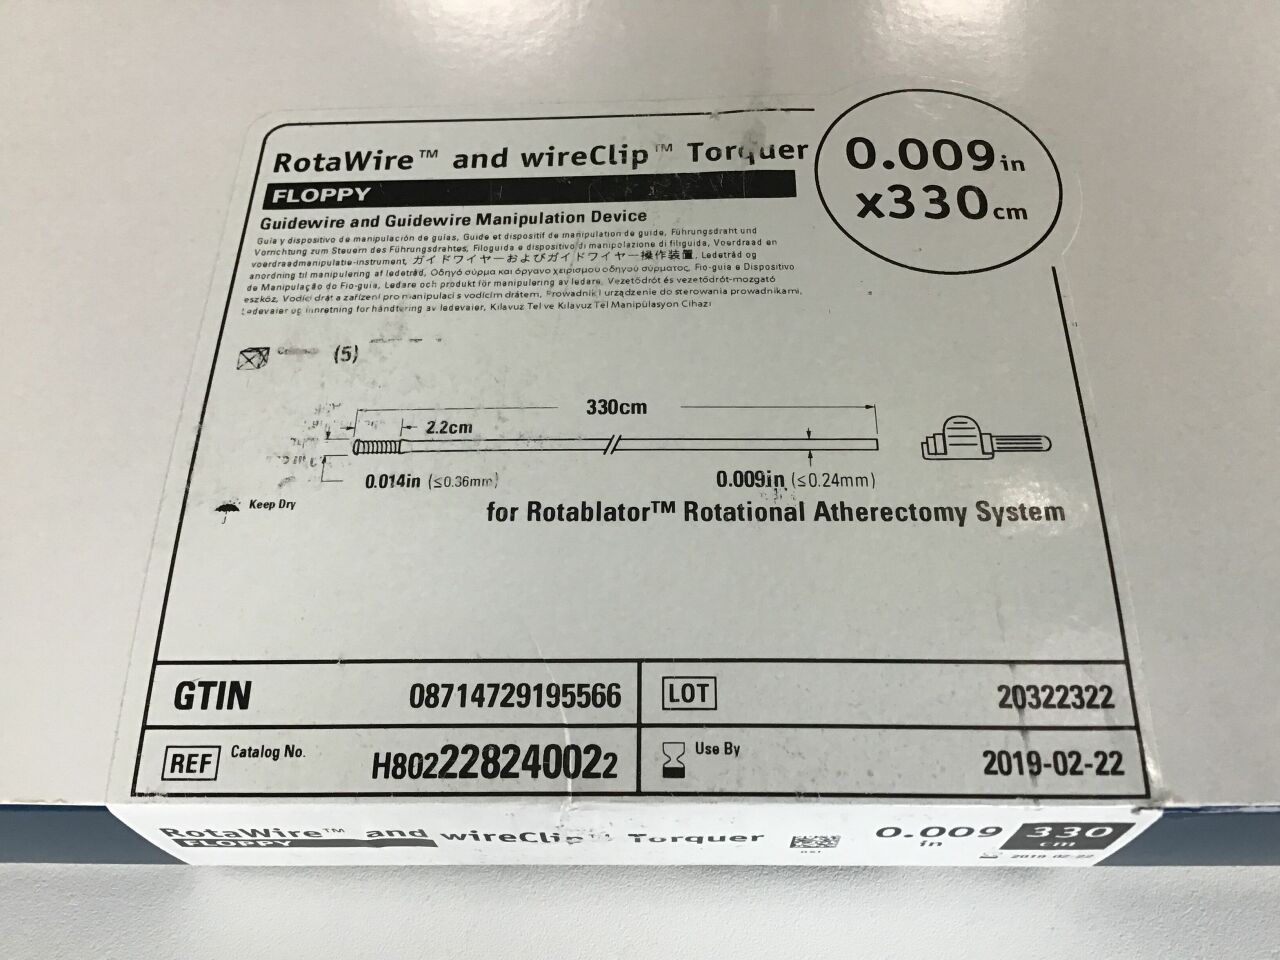 RotaWire™ and wireClip™ Torquer
FLOPPY
0.009in
x330cm
Guidewire and Guidewire Manipulation Device
Guía y dispositivo de manipulación de guías, Guide et dispositif de manipulation de guide, Führungsdraht und
Vorrichtung zum Steuern des Führungsdrahtes, Filoguida e dispositivo di manipolazione di filiguida, Voerdraad en
voerdraadmanipulatie-instrument, ガイドワイヤーおよびガイドワイヤー操作装置, Ledetråd og
anordning til manipulering af ledetråd, Οδηγό σύρμα και όργανο χειρισμού οδηγού σύρματος, Fio-guia e Dispositivo
de Manipulação do Fio-guia, Ledare och produkt för manipulering av ledare, Vezetődrót és vezetődrót-mozgató
eszköz, Vodicí drát a zařízení pro manipulaci s vodicím drátem, Prowadnik i urządzenie do sterowania prowadnikami,
Ledevaier og innretning for håndtering av ledevaier, Kılavuz Tel ve Kılavuz Tel Manipülasyon Cihazı
(5)
330cm
2.2cm
0.014in (≤0.36mm)
0.009in (≤0.24mm)
Keep Dry
for Rotablator™ Rotational Atherectomy System
GTIN 08714729195566
LOT 20322322
REF Catalog No. H802228240022
Use By 2019-02-22
RotaWire™ and wireClip™ Torquer
FLOPPY
0.009
in
330
cm
2019-02-22